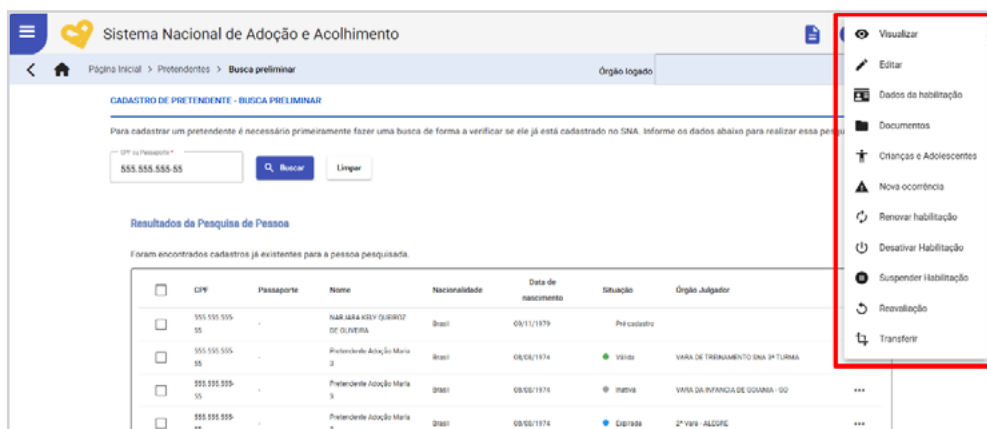 Sistema Nacional de Adoção e Acolhimento
Página Inicial > Pretendentes > Busca preliminar
Órgão logado
CADASTRO DE PRETENDENTE - BUSCA PRELIMINAR
Para cadastrar um pretendente é necessário primeiramente fazer uma busca de forma a verificar se ele já está cadastrado no SNA. Informe os dados abaixo para realizar essa pesqu
CPF ou Passaporte *
555.555.555-55
Buscar
Limpar
Resultados da Pesquisa de Pessoa
Foram encontrados cadastros já existentes para a pessoa pesquisada.
CPF Passaporte Nome Nacionalidade Data de nascimento Situação Órgão Julgador
555.555.555-55 - NARJARA KELY QUEIROZ DE OLIVEIRA Brasil 09/11/1979 Pré cadastro
555.555.555-55 - Pretendente Adoção Maria 3 Brasil 08/08/1974 Válida VARA DE TREINAMENTO SNA 3ª TURMA
555.555.555-55 - Pretendente Adoção Maria 3 Brasil 08/08/1974 Inativa VARA DA INFANCIA DE GOIANIA - GO
555.555.555- - Pretendente Adoção Maria Brasil 08/08/1974 Expirada 2ª Vara - ALEGRE
Visualizar
Editar
Dados da habilitação
Documentos
Crianças e Adolescentes
Nova ocorrência
Renovar habilitação
Desativar Habilitação
Suspender Habilitação
Reavaliação
Transferir